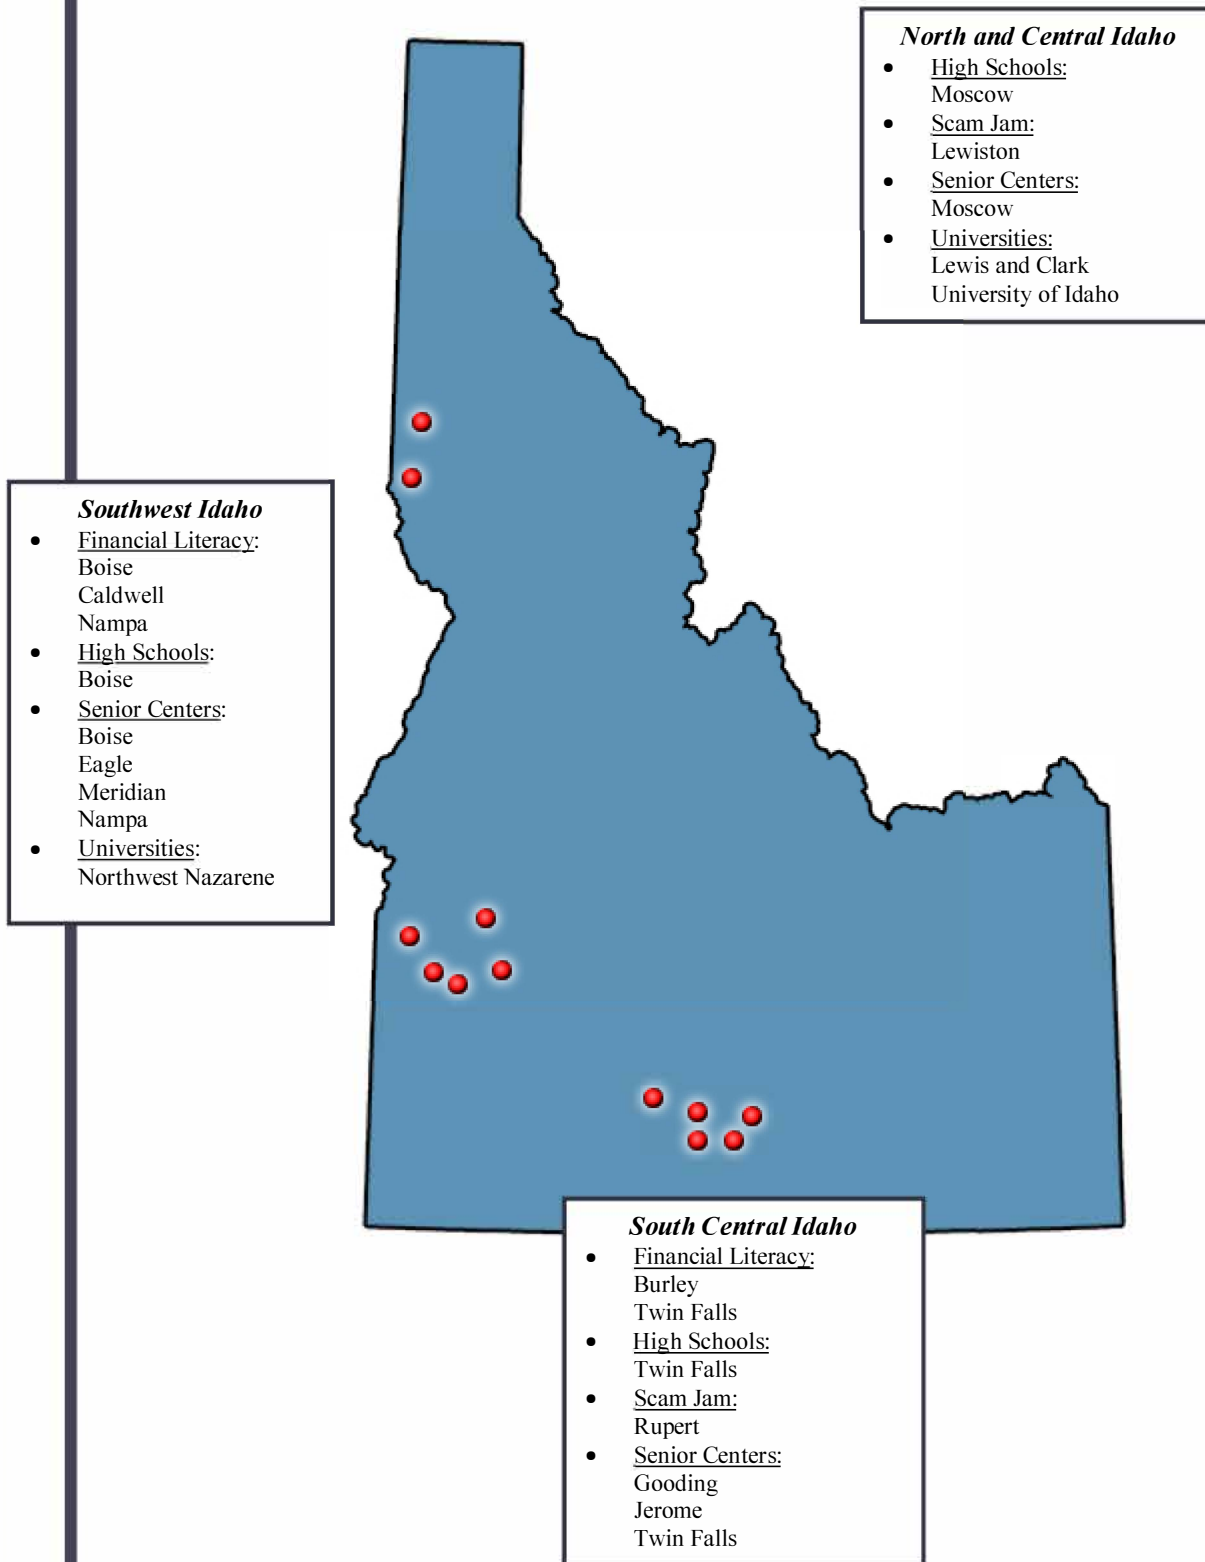 North and Central Idaho
• High Schools:
Moscow
• Scam Jam:
Lewiston
• Senior Centers:
Moscow
• Universities:
Lewis and Clark
University of Idaho
Southwest Idaho
• Financial Literacy:
Boise
Caldwell
Nampa
• High Schools:
Boise
• Senior Centers:
Boise
Eagle
Meridian
Nampa
• Universities:
Northwest Nazarene
South Central Idaho
• Financial Literacy:
Burley
Twin Falls
• High Schools:
Twin Falls
• Scam Jam:
Rupert
• Senior Centers:
Gooding
Jerome
Twin Falls